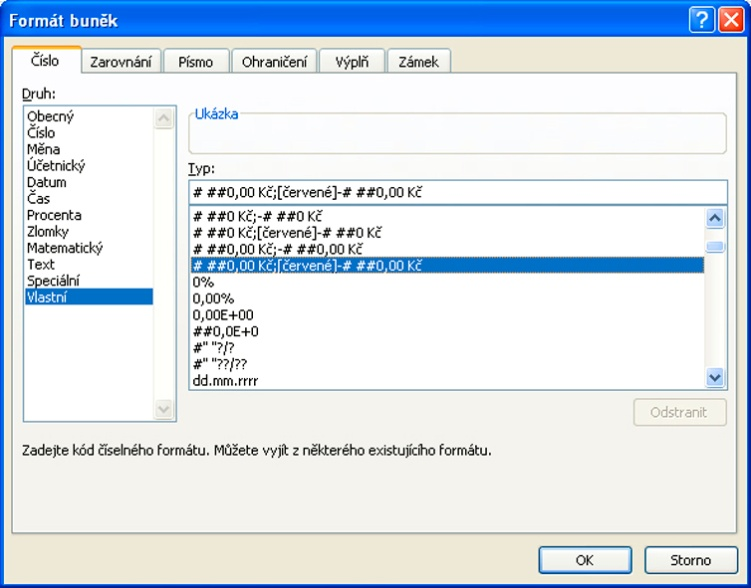 Formát buněk
Číslo
Zarovnání
Písmo
Ohraničení
Výplň
Zámek
Druh:
Obecný
Číslo
Měna
Účetnický
Datum
Čas
Procenta
Zlomky
Matematický
Text
Speciální
Vlastní
Ukázka
Typ:
# ##0,00 Kč;[červené]-# ##0,00 Kč
# ##0 Kč;-# ##0 Kč
# ##0 Kč;[červené]-# ##0 Kč
# ##0,00 Kč;-# ##0,00 Kč
# ##0,00 Kč;[červené]-# ##0,00 Kč
0%
0,00%
0,00E+00
##0,0E+0
#" "?/?
#" "??/??
dd.mm.rrrr
Odstranit
Zadejte kód číselného formátu. Můžete vyjít z některého existujícího formátu.
OK
Storno